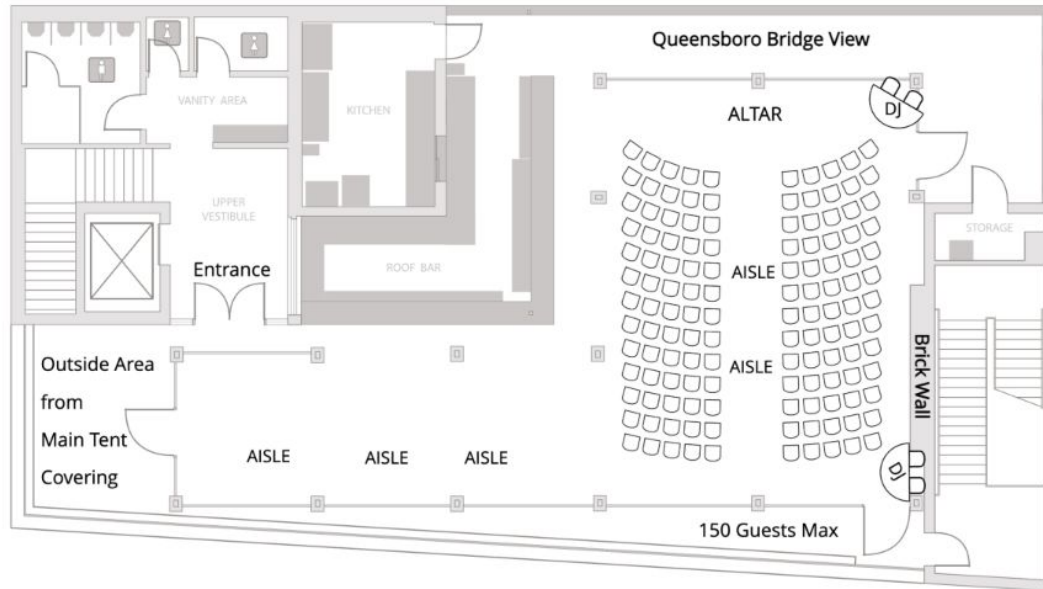 Queensboro Bridge View
VANITY AREA
KITCHEN
ALTAR
DJ
UPPER
VESTIBULE
STORAGE
Entrance
ROOF BAR
AISLE
Outside Area
from
Main Tent
Covering
AISLE
Brick Wall
AISLE
AISLE
AISLE
DJ
150 Guests Max